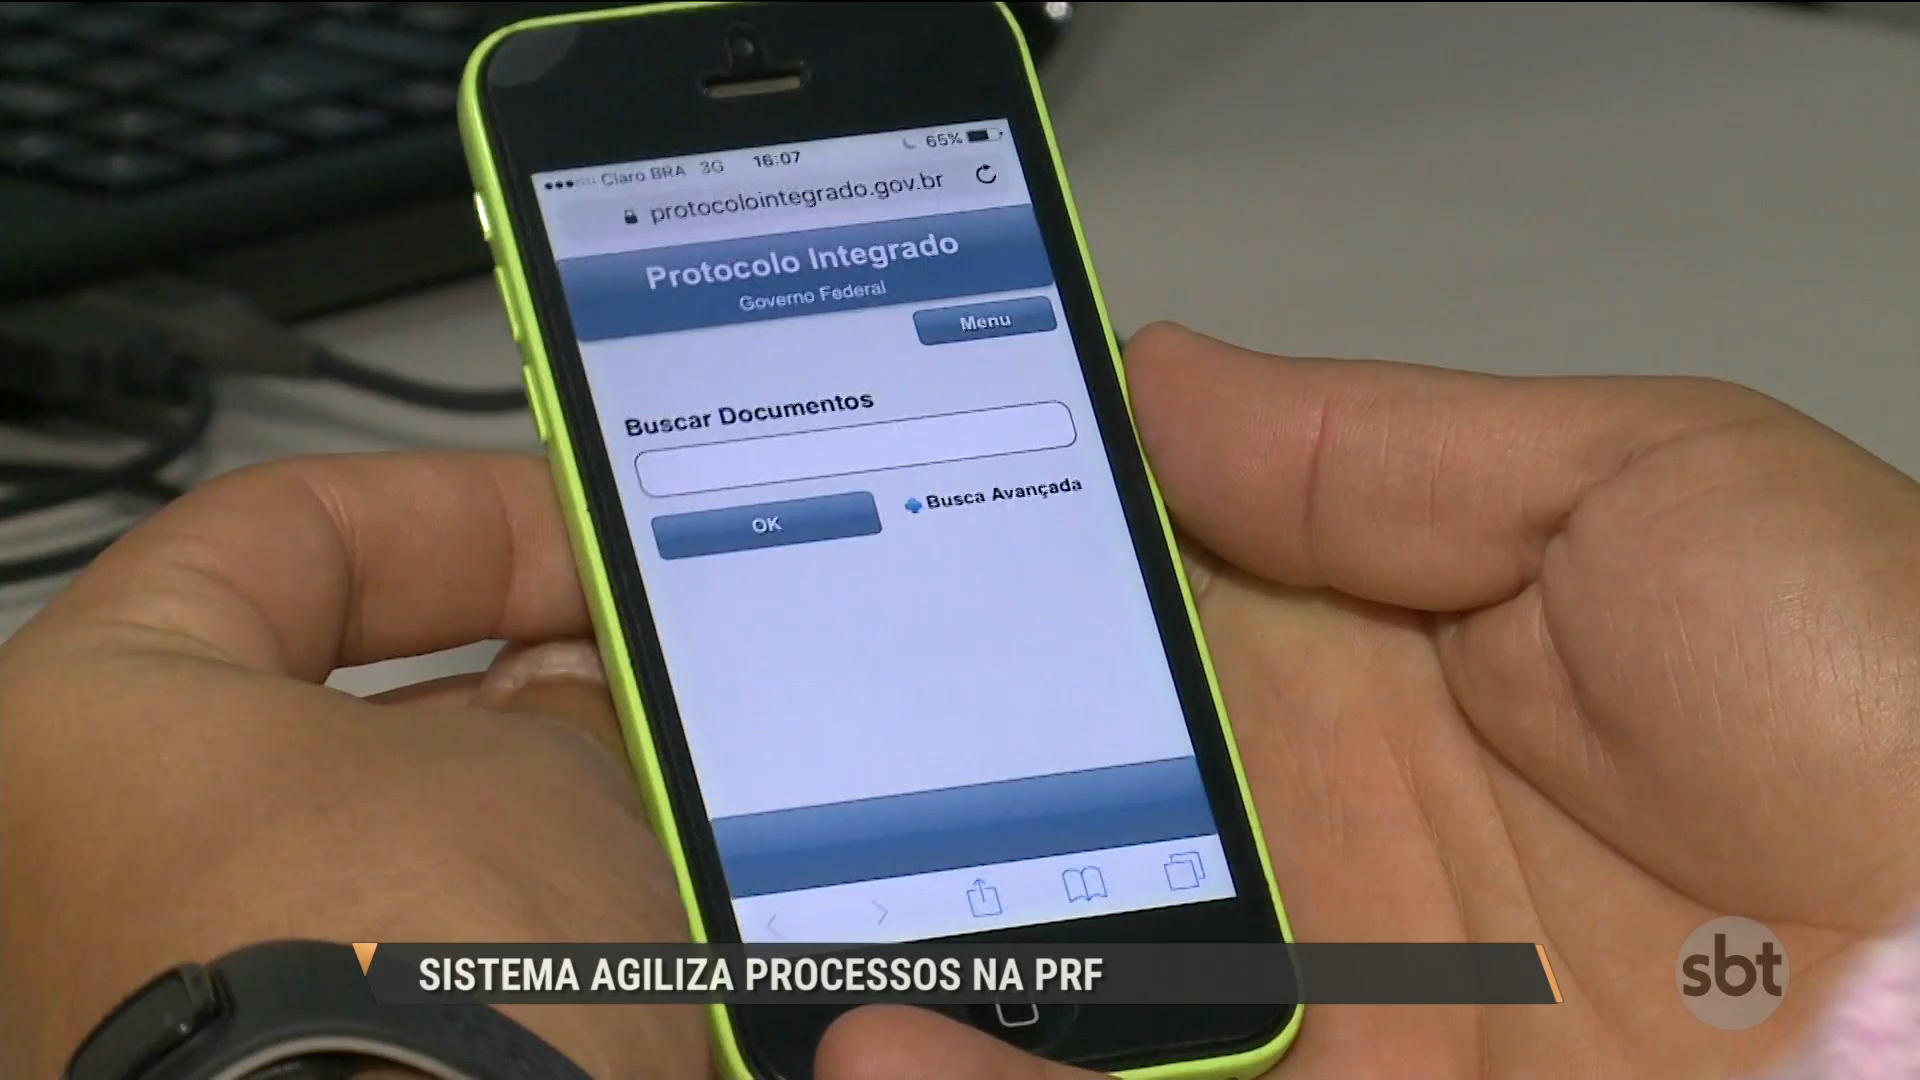 Claro BRA 3G 16:07 65%
protocolointegrado.gov.br
Protocolo Integrado
Governo Federal
Menu
Buscar Documentos
OK
Busca Avançada
SISTEMA AGILIZA PROCESSOS NA PRF
sbt